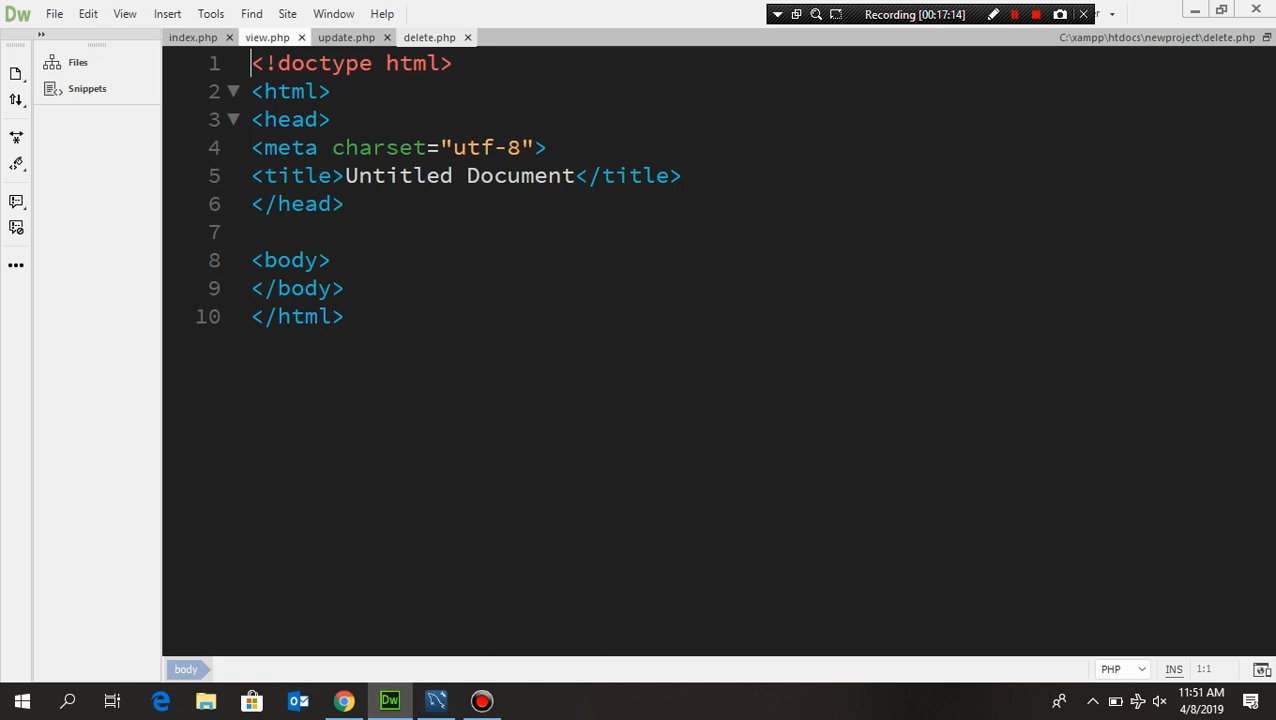 Dw File Edit View Insert Tools Find Site Window Help
Recording [00:17:14]
index.php view.php update.php delete.php C:\xampp\htdocs\newproject\delete.php
Files
Snippets
1 <!doctype html>
2 <html>
3 <head>
4 <meta charset="utf-8">
5 <title>Untitled Document</title>
6 </head>
7
8 <body>
9 </body>
10 </html>
body PHP INS 1:1
Dw
11:51 AM
4/8/2019